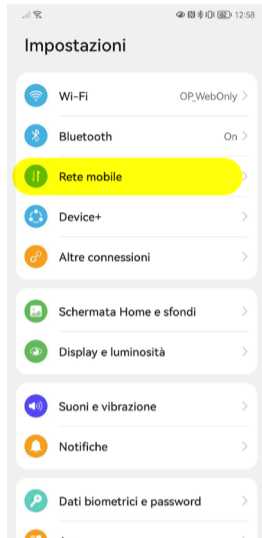 12:58
Impostazioni
Wi-Fi OP_WebOnly
Bluetooth On
Rete mobile
Device+
Altre connessioni
Schermata Home e sfondi
Display e luminosità
Suoni e vibrazione
Notifiche
Dati biometrici e password